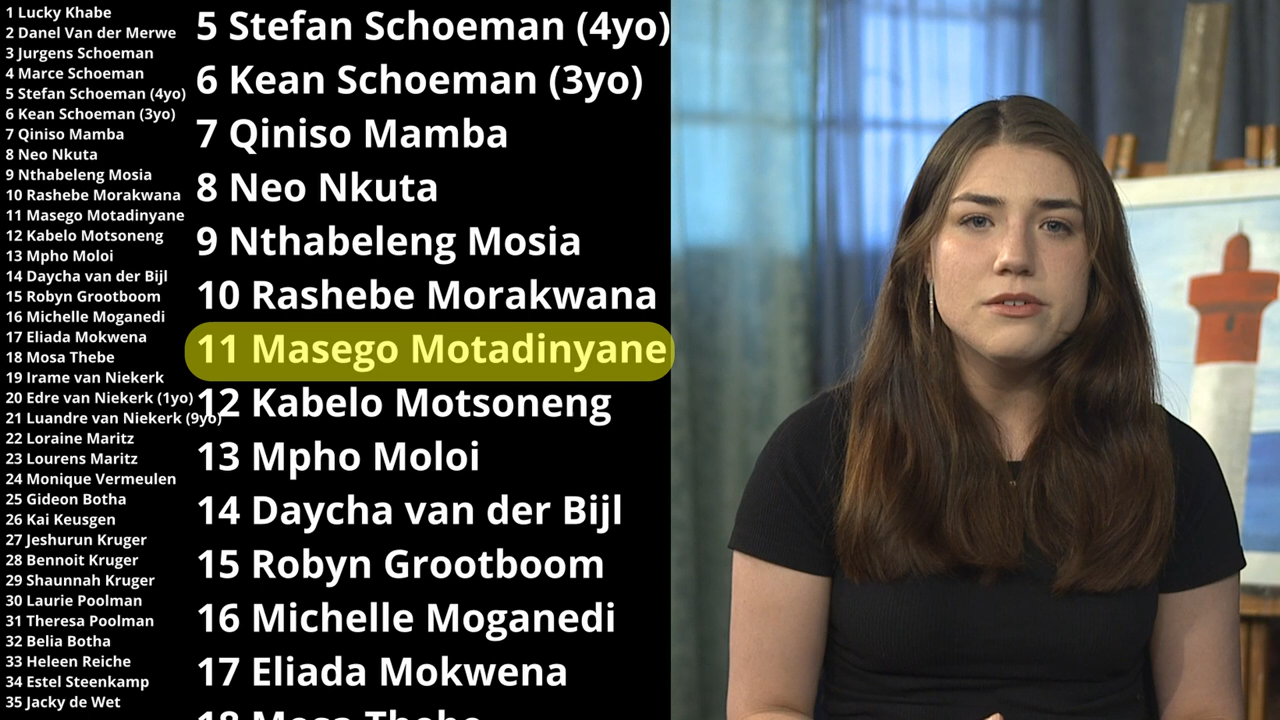 1 Lucky Khabe
2 Danel Van der Merwe
3 Jurgens Schoeman
4 Marce Schoeman
5 Stefan Schoeman (4yo)
6 Kean Schoeman (3yo)
7 Qiniso Mamba
8 Neo Nkuta
9 Nthabeleng Mosia
10 Rashebe Morakwana
11 Masego Motadinyane
12 Kabelo Motsoneng
13 Mpho Moloi
14 Daycha van der Bijl
15 Robyn Grootboom
16 Michelle Moganedi
17 Eliada Mokwena
18 Mosa Thebe
19 Irame van Niekerk
20 Edre van Niekerk (1yo)
21 Luandre van Niekerk (9yo)
22 Loraine Maritz
23 Lourens Maritz
24 Monique Vermeulen
25 Gideon Botha
26 Kai Keusgen
27 Jeshurun Kruger
28 Bennoit Kruger
29 Shaunnah Kruger
30 Laurie Poolman
31 Theresa Poolman
32 Belia Botha
33 Heleen Reiche
34 Estel Steenkamp
35 Jacky de Wet
5 Stefan Schoeman (4yo)
6 Kean Schoeman (3yo)
7 Qiniso Mamba
8 Neo Nkuta
9 Nthabeleng Mosia
10 Rashebe Morakwana
11 Masego Motadinyane
12 Kabelo Motsoneng
13 Mpho Moloi
14 Daycha van der Bijl
15 Robyn Grootboom
16 Michelle Moganedi
17 Eliada Mokwena
18 Mosa Thebe